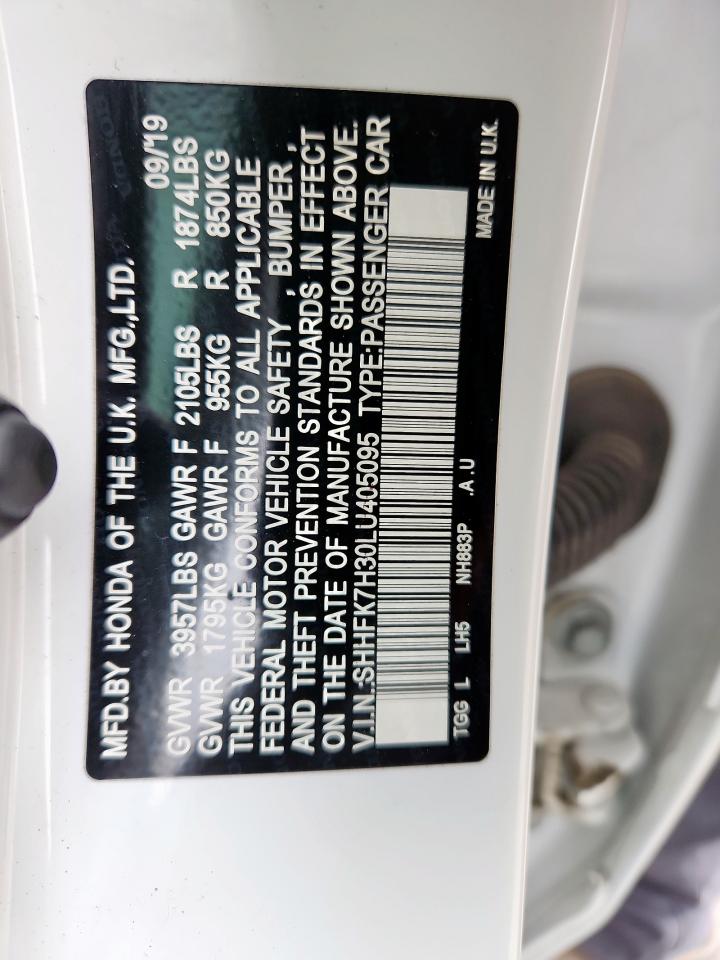 MFD.BY HONDA OF THE U.K. MFG.,LTD. 09/19
GVWR 3957LBS GAWR F 2105LBS R 1874LBS
GVWR 1795KG GAWR F 955KG R 850KG
THIS VEHICLE CONFORMS TO ALL APPLICABLE
FEDERAL MOTOR VEHICLE SAFETY , BUMPER ,
AND THEFT PREVENTION STANDARDS IN EFFECT
ON THE DATE OF MANUFACTURE SHOWN ABOVE.
V.I.N.:SHHFK7H30LU405095 TYPE:PASSENGER CAR
TGG L LH5 NH883P .A .U MADE IN U.K.